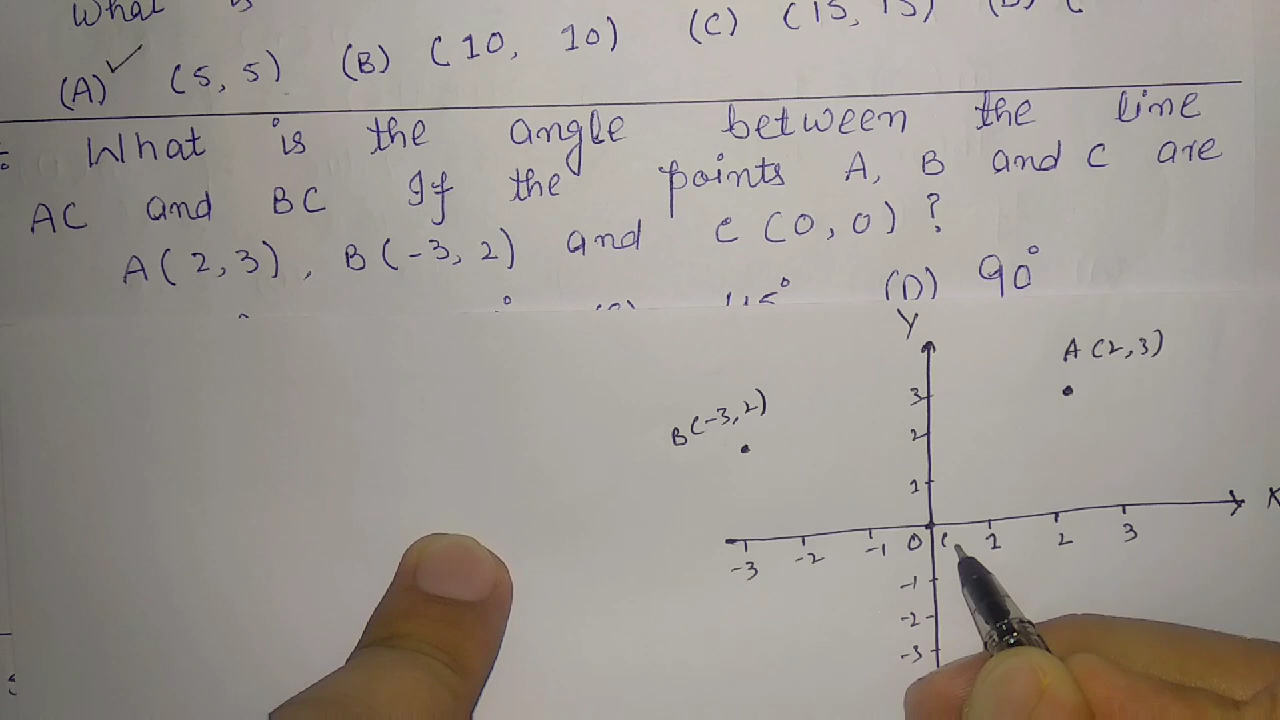 What is
(A) ✓ (5, 5) (B) (10, 10) (C) (15, 15)
What is the angle between the line
AC and BC If the points A, B and C are
A(2,3), B(-3, 2) and C (0,0)?
(D) 90°
Y
A (2,3)
B(-3,2)
3
2
1
X
-3 -2 -1 0 C 1 2 3
-1
-2
-3